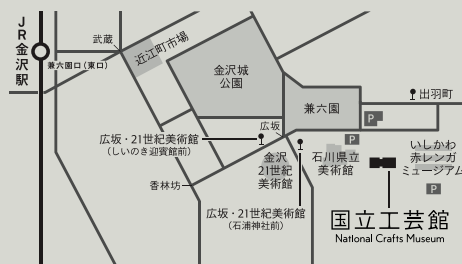 JR金沢駅
兼六園口(東口)
武蔵
近江町市場
金沢城
公園
兼六園
出羽町
P
広坂
広坂・21世紀美術館
(しいのき迎賓館前)
P
金沢
21世紀
美術館
石川県立
美術館
いしかわ
赤レンガ
ミュージアム
香林坊
P
広坂・21世紀美術館
(石浦神社前)
国立工芸館
National Crafts Museum